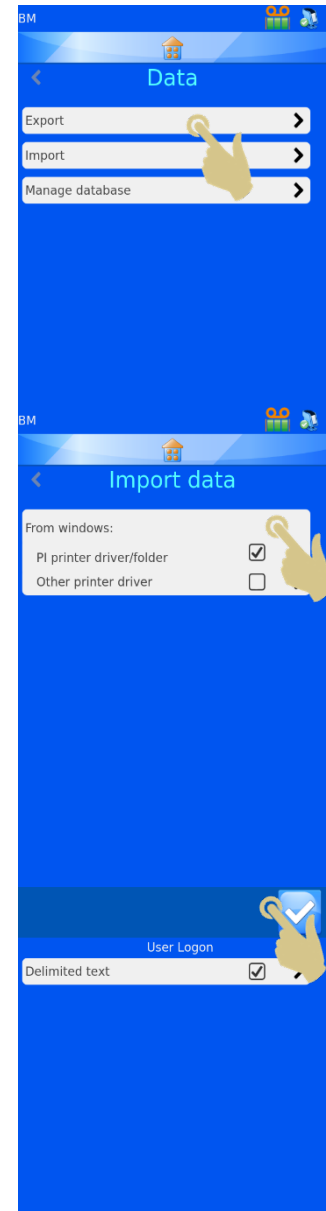 BM
Data
Export
Import
Manage database
BM
Import data
From windows:
PI printer driver/folder
Other printer driver
User Logon
Delimited text